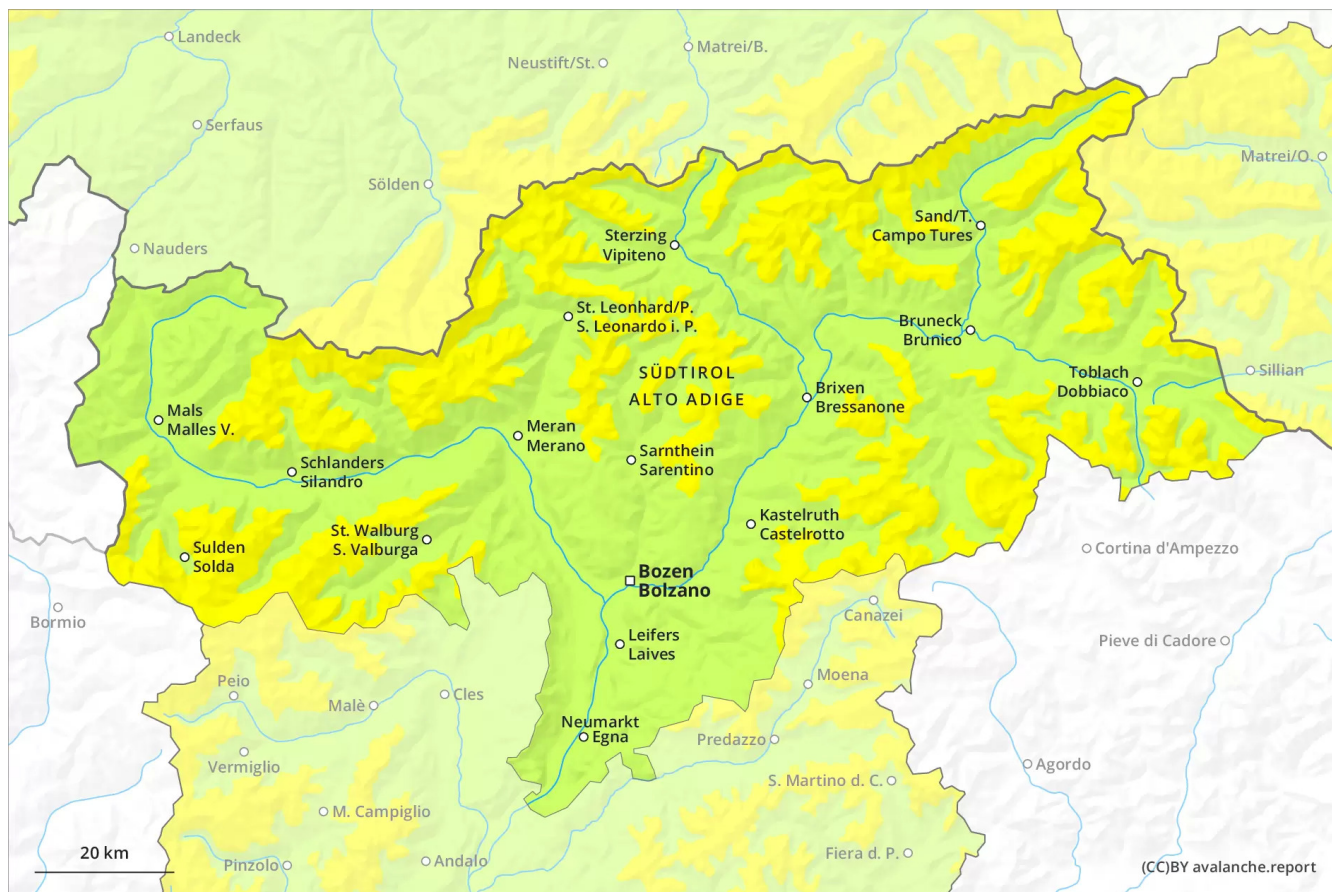 Landeck
Matrei/B.
Neustift/St.
Serfaus
Matrei/O.
Sölden
Sand/T.
Campo Tures
Sterzing
Vipiteno
Nauders
St. Leonhard/P.
S. Leonardo i. P.
Bruneck
Brunico
SÜDTIROL
ALTO ADIGE
Toblach
Dobbiaco
Sillian
Brixen
Bressanone
Mals
Malles V.
Meran
Merano
Schlanders
Silandro
Sarnthein
Sarentino
St. Walburg
S. Valburga
Kastelruth
Castelrotto
Sulden
Solda
Cortina d'Ampezzo
Bozen
Bolzano
Bormio
Canazei
Leifers
Laives
Pieve di Cadore
Peio
Moena
Malè
Cles
Neumarkt
Egna
Predazzo
Vermiglio
Agordo
S. Martino d. C.
M. Campiglio
20 km
Pinzolo
Andalo
Fiera d. P.
(CC)BY avalanche.report